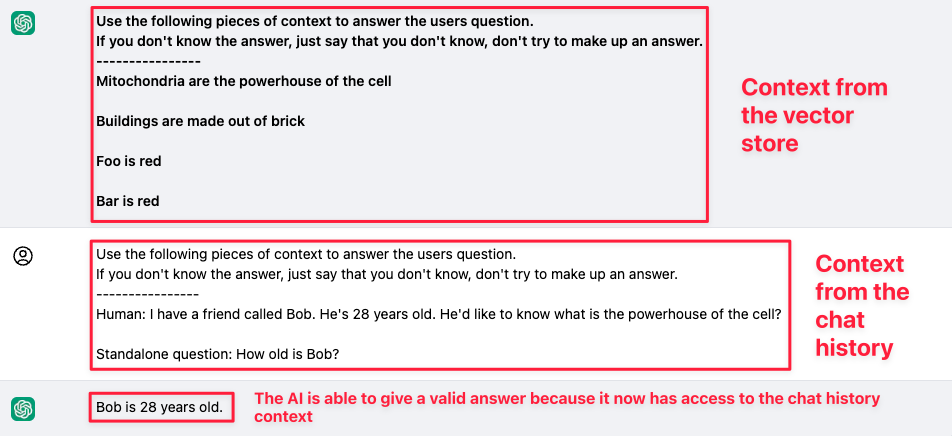 Use the following pieces of context to answer the users question.
If you don't know the answer, just say that you don't know, don't try to make up an answer.
----------------
Mitochondria are the powerhouse of the cell
Buildings are made out of brick
Foo is red
Bar is red
Context from
the vector
store
Use the following pieces of context to answer the users question.
If you don't know the answer, just say that you don't know, don't try to make up an answer.
----------------
Human: I have a friend called Bob. He's 28 years old. He'd like to know what is the powerhouse of the cell?
Standalone question: How old is Bob?
Context
from the
chat
history
Bob is 28 years old.
The AI is able to give a valid answer because it now has access to the chat history
context